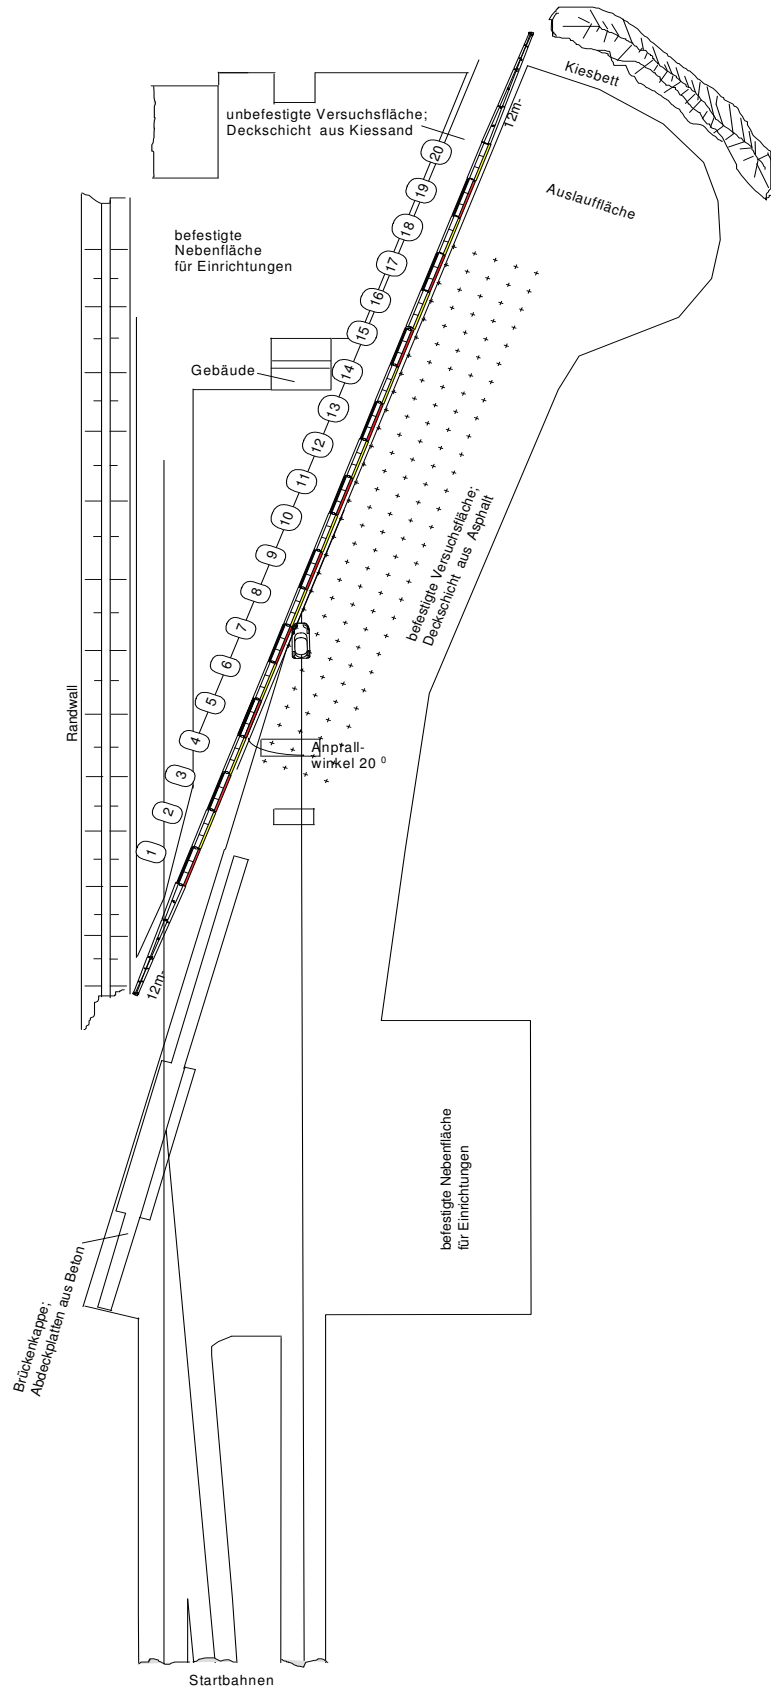 Kiesbett
12m-
unbefestigte Versuchsfläche;
Deckschicht aus Kiessand
20
19
Auslauffläche
18
befestigte
Nebenfläche
für Einrichtungen
17
16
15
Gebäude
14
13
12
11
10
befestigte Versuchsfläche;
Deckschicht aus Asphalt
9
8
7
6
5
Randwall
4
Anprall-
winkel 20 0
3
2
1
12m-
befestigte Nebenfläche
für Einrichtungen
Brückenkappe;
Abdeckplatten aus Beton
Startbahnen